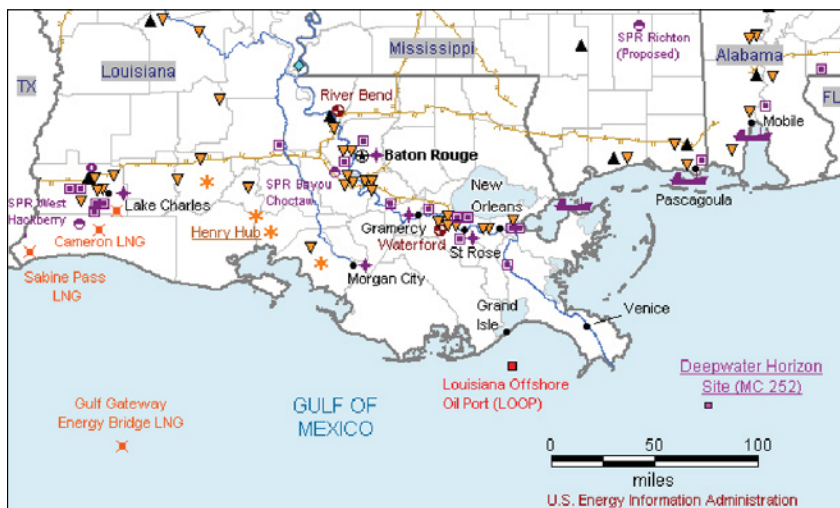 SPR Richton
(Proposed)
Mississippi
Alabama
Louisiana
TX
FL
River Bend
Mobile
Baton Rouge
SPR Bayou
Choctaw
New
Orleans
Pascagoula
SPR West
Hackberry
Lake Charles
Gramercy
Henry Hub
Waterford
Cameron LNG
St Rose
Sabine Pass
LNG
Morgan City
Grand
Isle
Venice
Louisiana Offshore
Oil Port (LOOP)
Deepwater Horizon
Site (MC 252)
Gulf Gateway
Energy Bridge LNG
GULF OF
MEXICO
0 50 100
miles
U.S. Energy Information Administration